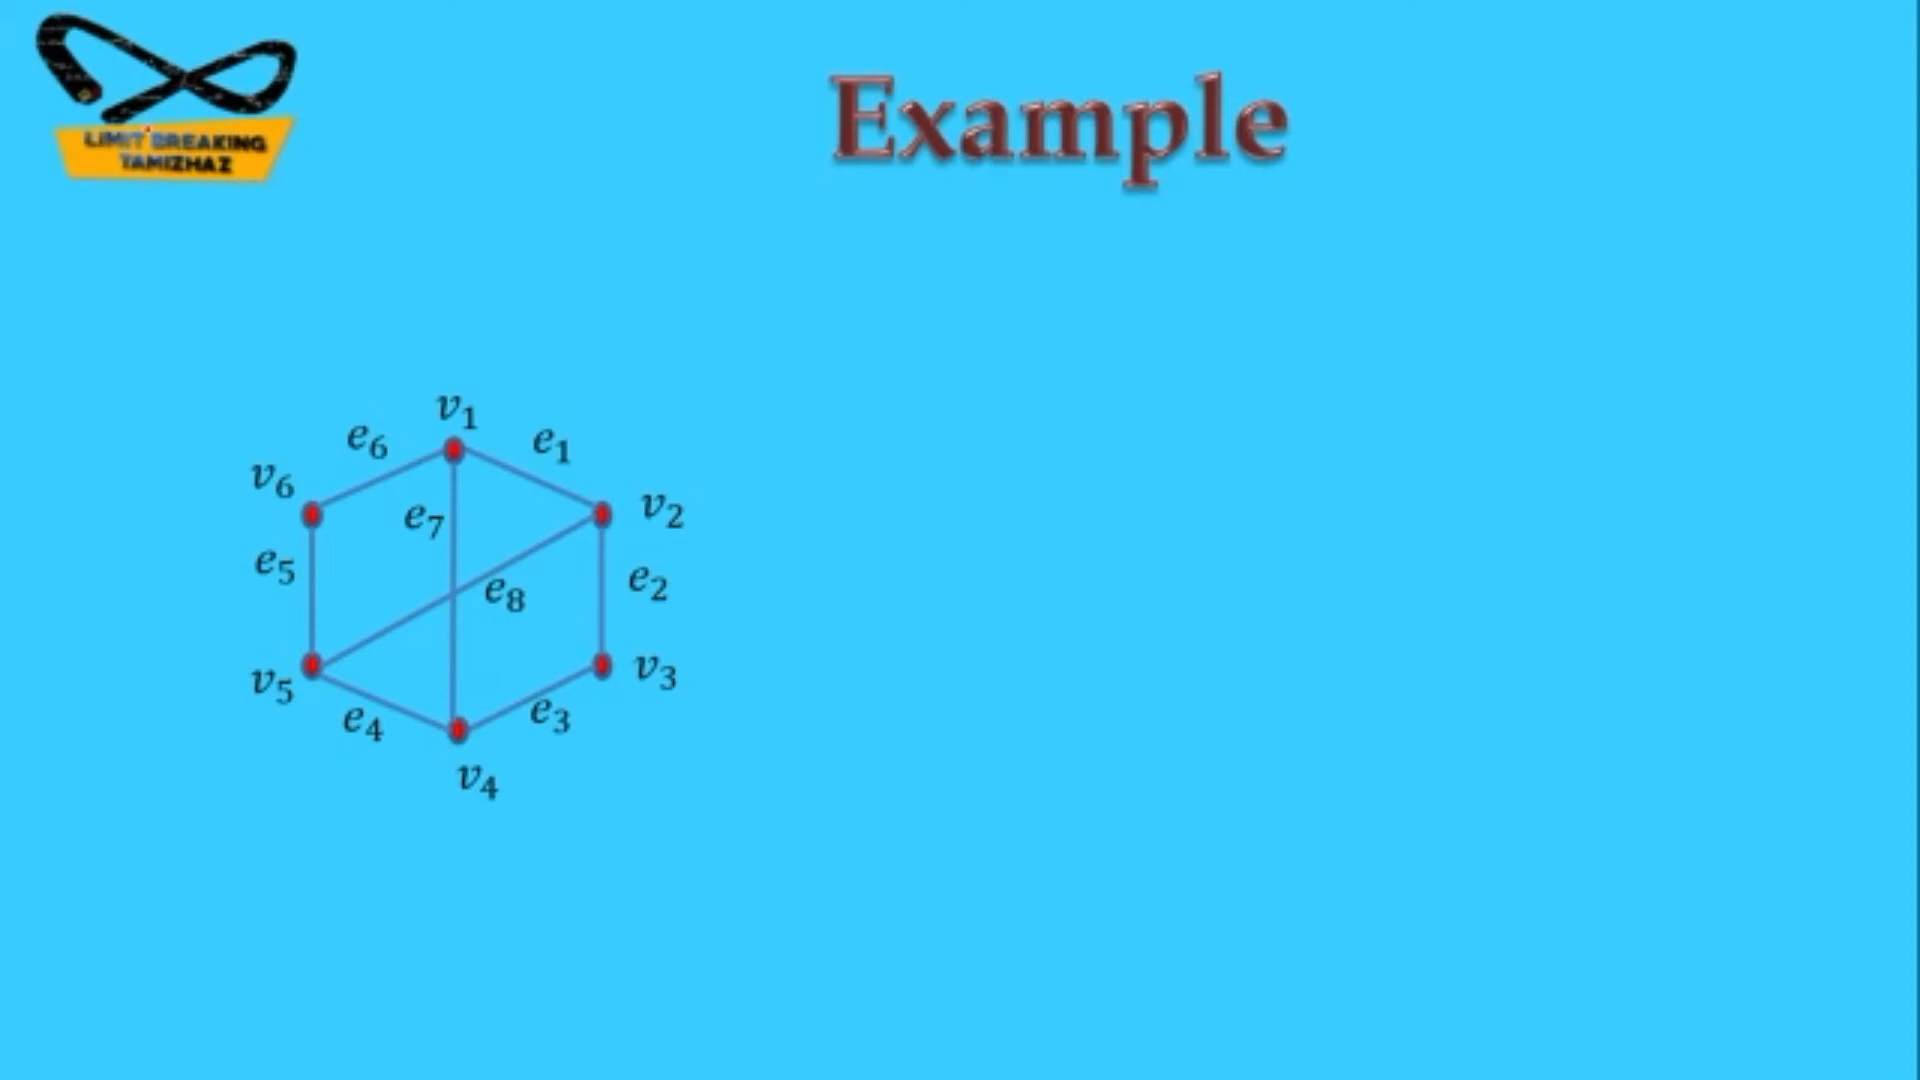 LIMIT BREAKING
TAMIZHAZ
Example
v₁
e₆
e₁
v₆
v₂
e₇
e₅
e₈
e₂
v₅
v₃
e₄
e₃
v₄